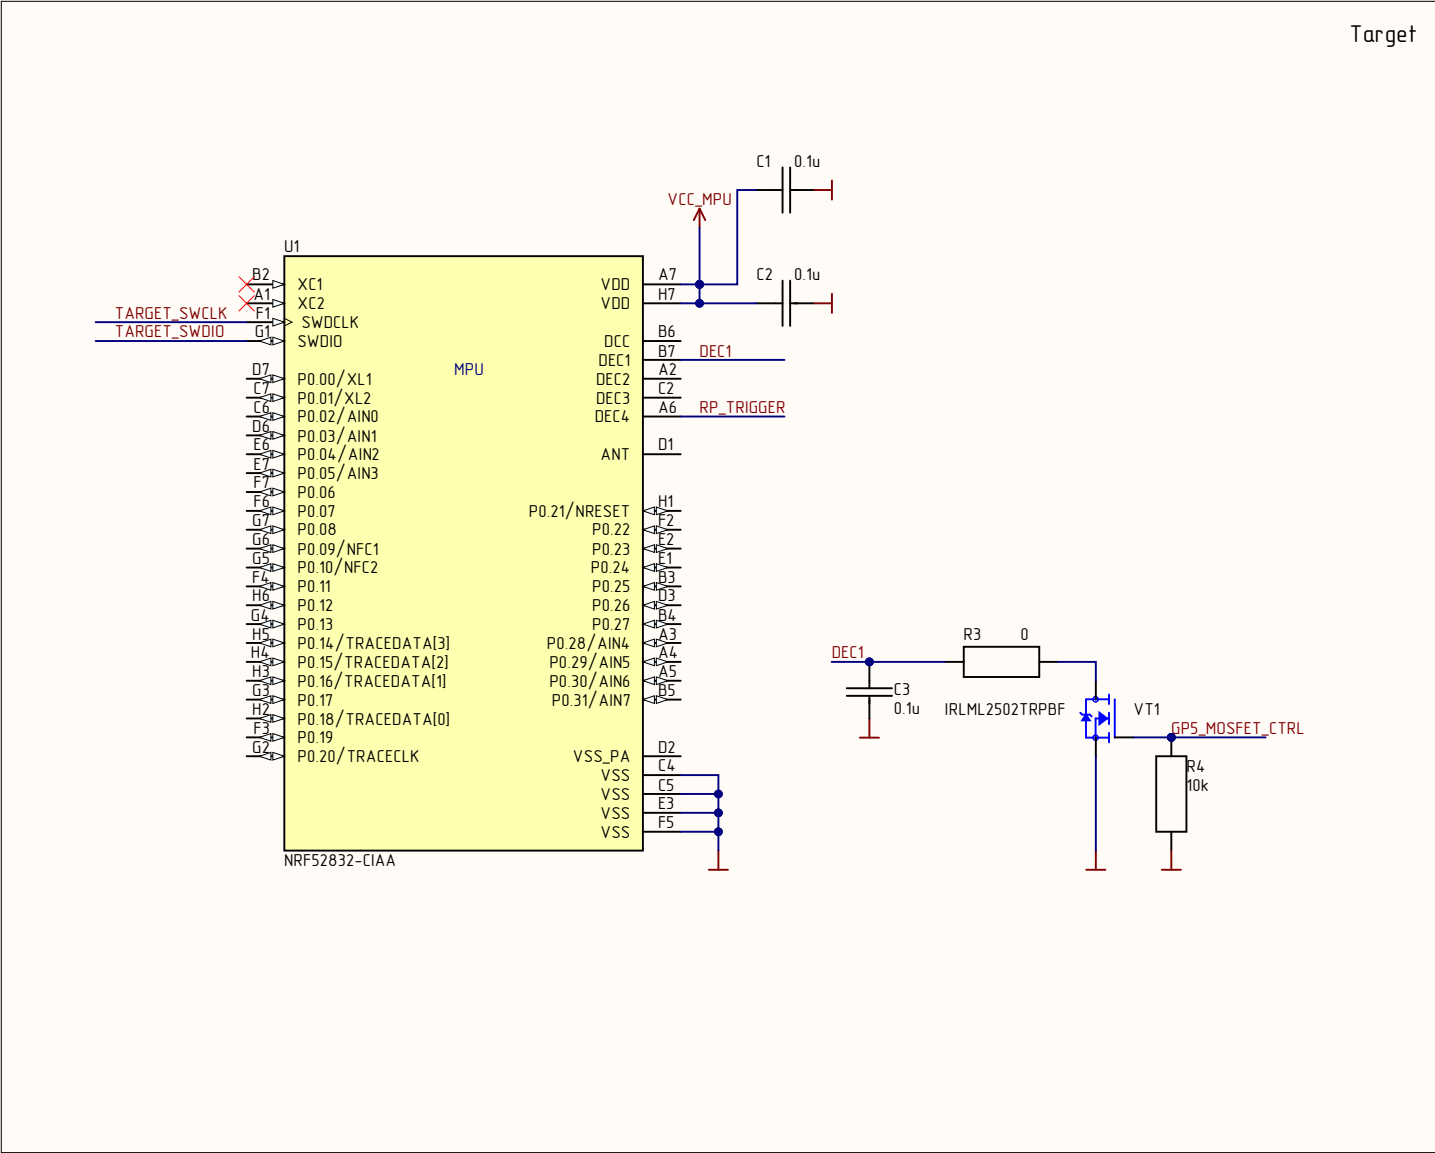 Target
C1 0.1u
VCC_MPU
U1
C2 0.1u
B2 XC1 VDD A7
A1 XC2 VDD H7
TARGET_SWCLK F1 SWDCLK
TARGET_SWDIO G1 SWDIO DCC B6
DEC1 B7 DEC1
MPU
D7 P0.00/XL1 DEC2 A2
C7 P0.01/XL2 DEC3 C2
C6 P0.02/AIN0 DEC4 A6 RP_TRIGGER
D6 P0.03/AIN1
E6 P0.04/AIN2 ANT D1
E7 P0.05/AIN3
F7 P0.06
F6 P0.07 P0.21/NRESET H1
G7 P0.08 P0.22 F2
G6 P0.09/NFC1 P0.23 E2
G5 P0.10/NFC2 P0.24 E1
F4 P0.11 P0.25 B3
H6 P0.12 P0.26 D3
G4 P0.13 P0.27 B4
H5 P0.14/TRACEDATA[3] P0.28/AIN4 A3
H4 P0.15/TRACEDATA[2] P0.29/AIN5 A4
H3 P0.16/TRACEDATA[1] P0.30/AIN6 A5
G3 P0.17 P0.31/AIN7 B5
H2 P0.18/TRACEDATA[0]
F3 P0.19
G2 P0.20/TRACECLK VSS_PA D2
VSS C4
VSS C5
VSS E3
VSS F5
NRF52832-CIAA
R3 0
DEC1
C3
0.1u
IRLML2502TRPBF VT1
GP5_MOSFET_CTRL
R4
10k